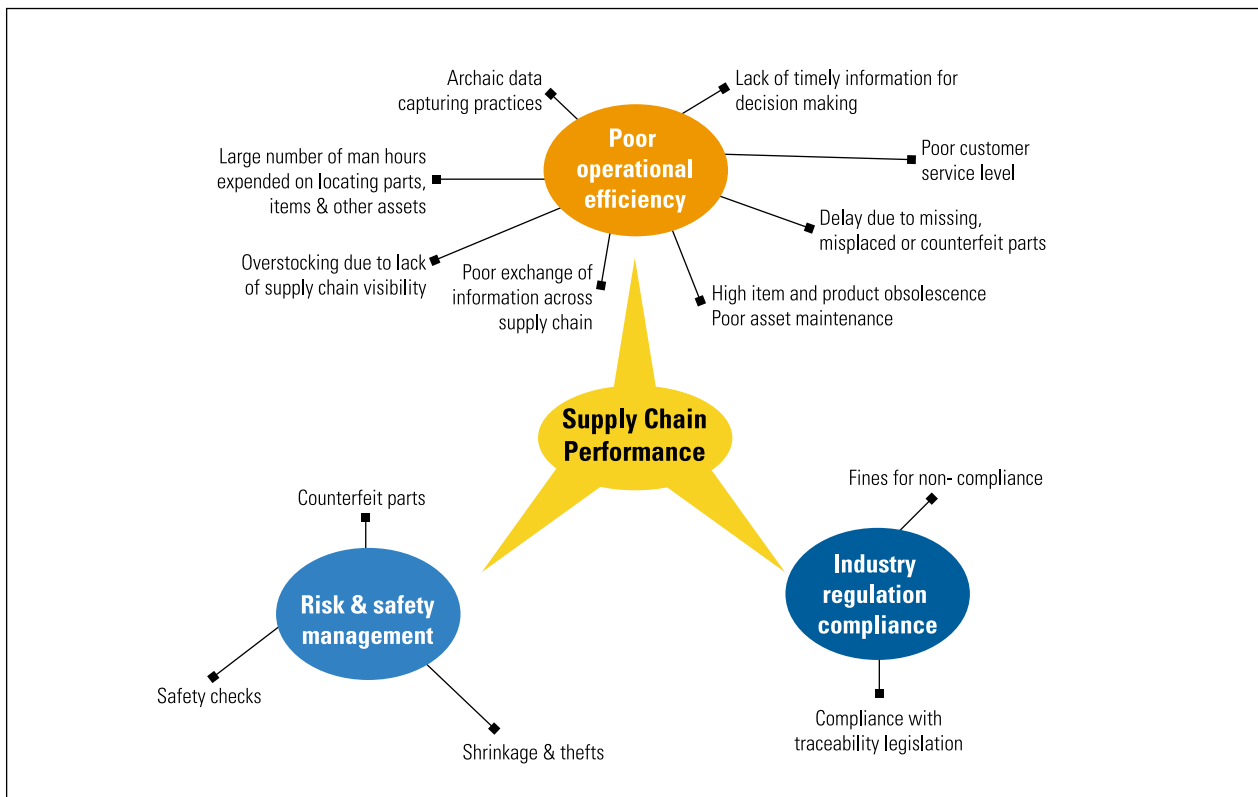 Archaic data
capturing practices
Lack of timely information for
decision making
Poor
operational
efficiency
Large number of man hours
expended on locating parts,
items & other assets
Poor customer
service level
Delay due to missing,
misplaced or counterfeit parts
Overstocking due to lack
of supply chain visibility
Poor exchange of
information across
supply chain
High item and product obsolescence
Poor asset maintenance
Supply Chain
Performance
Counterfeit parts
Risk & safety
management
Safety checks
Shrinkage & thefts
Fines for non- compliance
Industry
regulation
compliance
Compliance with
traceability legislation